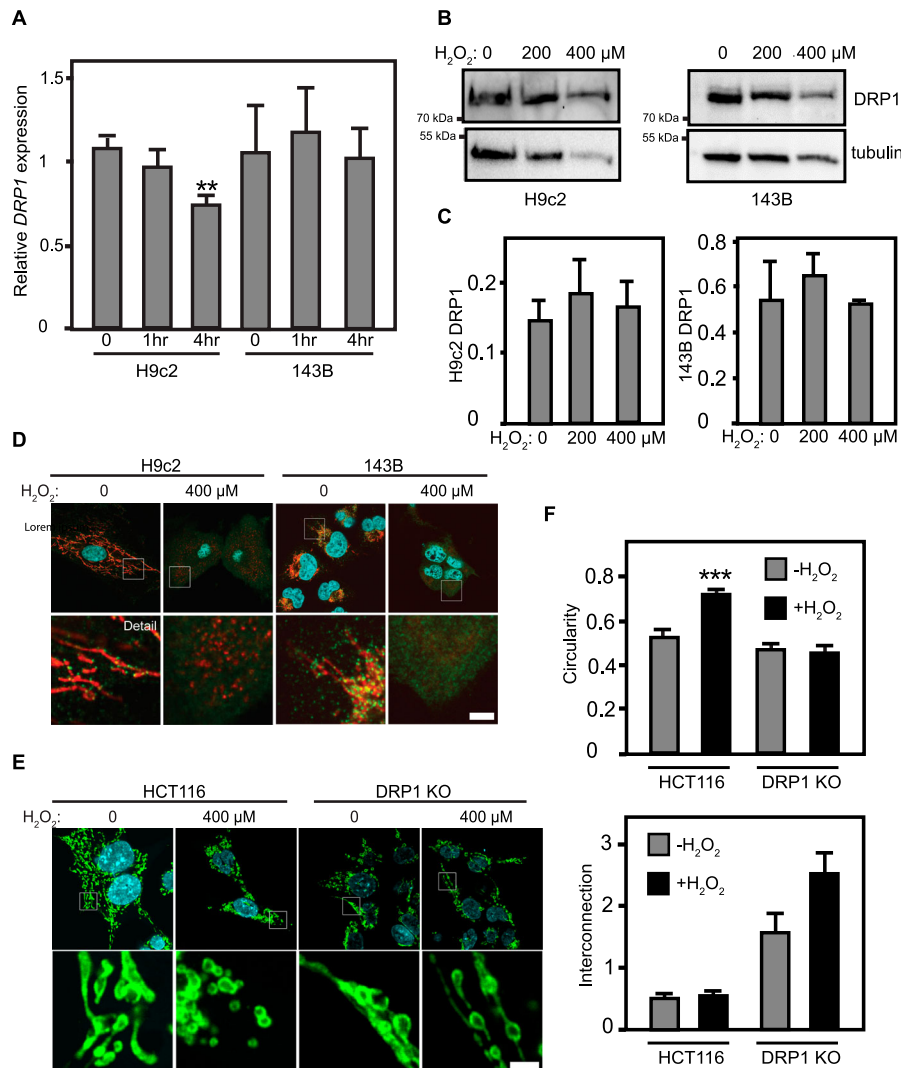 A
Relative DRP1 expression
1.5
1
0.5
0
**
0 1hr 4hr 0 1hr 4hr
H9c2 143B
B
H₂O₂: 0 200 400 µM 0 200 400 µM
DRP1
70 kDa 70 kDa
55 kDa 55 kDa
tubulin
H9c2 143B
C
H9c2 DRP1
0.2
0.1
0
H₂O₂: 0 200 400 µM
143B DRP1
0.8
0.6
0.4
0.2
0
H₂O₂: 0 200 400 µM
D
H9c2 143B
H₂O₂: 0 400 µM 0 400 µM
Lorem
Detail
E
HCT116 DRP1 KO
H₂O₂: 0 400 µM 0 400 µM
F
Circularity
0.8
0.6
0.4
0.2
0
***
-H₂O₂
+H₂O₂
HCT116 DRP1 KO
Interconnection
3
2
1
0
-H₂O₂
+H₂O₂
HCT116 DRP1 KO